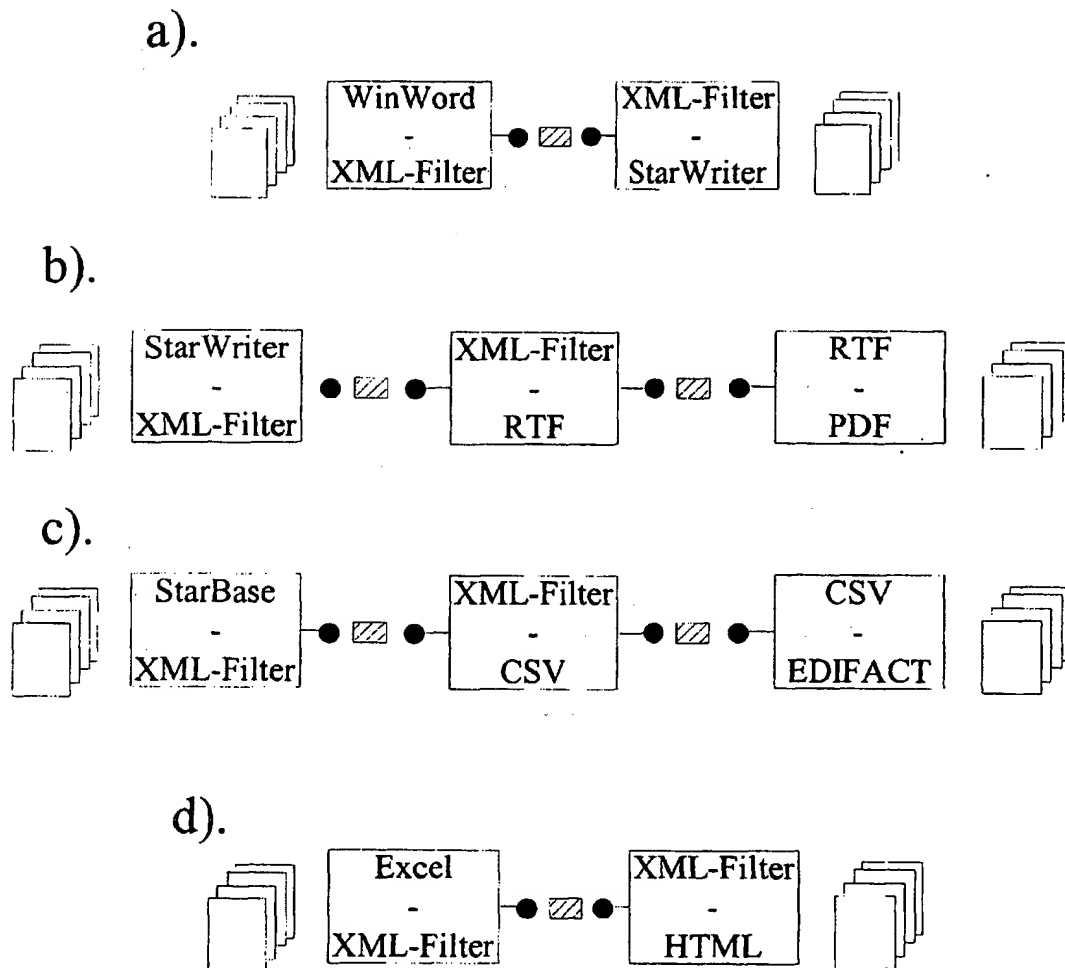 a).
WinWord
-
XML-Filter
XML-Filter
-
StarWriter
b).
StarWriter
-
XML-Filter
XML-Filter
-
RTF
RTF
-
PDF
c).
StarBase
-
XML-Filter
XML-Filter
-
CSV
CSV
-
EDIFACT
d).
Excel
-
XML-Filter
XML-Filter
-
HTML